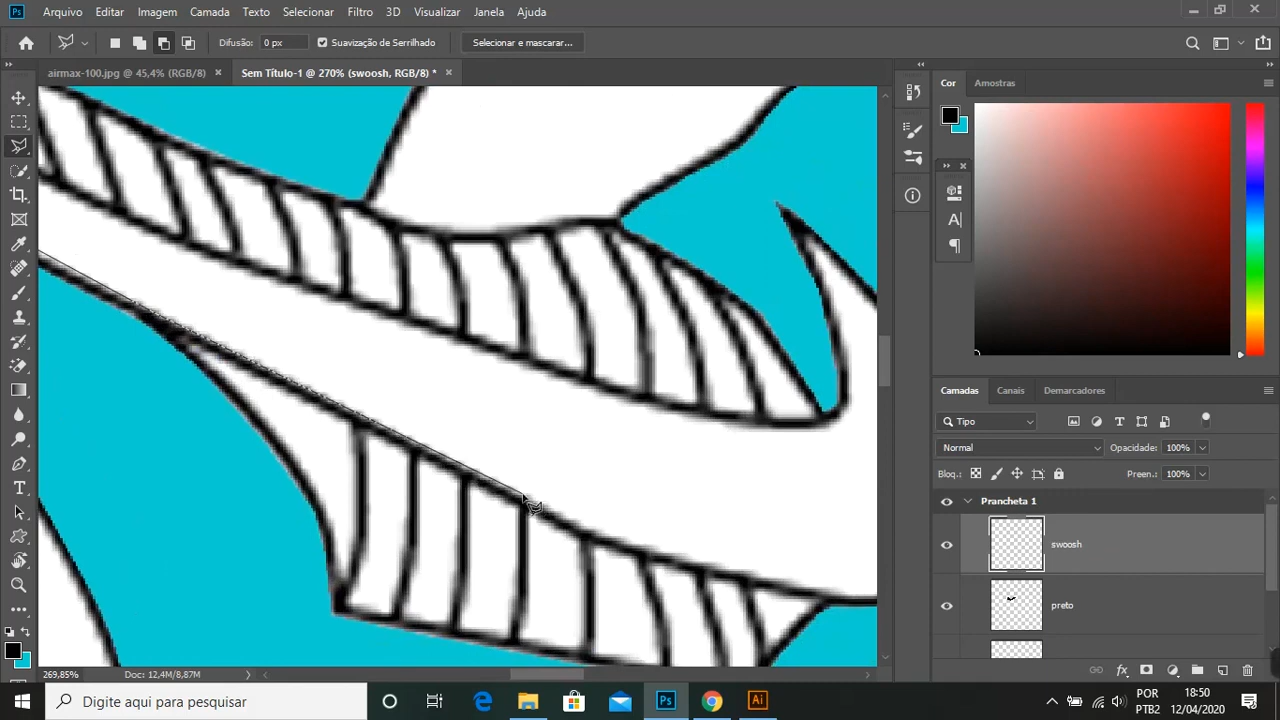 Ps Arquivo Editar Imagem Camada Texto Selecionar Filtro 3D Visualizar Janela Ajuda
Difusão: 0 px Suavização de Serrilhado Selecionar e mascarar...
airmax-100.jpg @ 45,4% (RGB/8) × Sem Título-1 @ 270% (swoosh, RGB/8) * ×
Cor Amostras
Camadas Canais Demarcadores
Tipo
Normal Opacidade: 100%
Bloq.: Preen.: 100%
Prancheta 1
swoosh
preto
269,85% Doc: 12,4M/8,87M
Digite aqui para pesquisar
Ps
Ai
POR
PTB2
18:50
12/04/2020